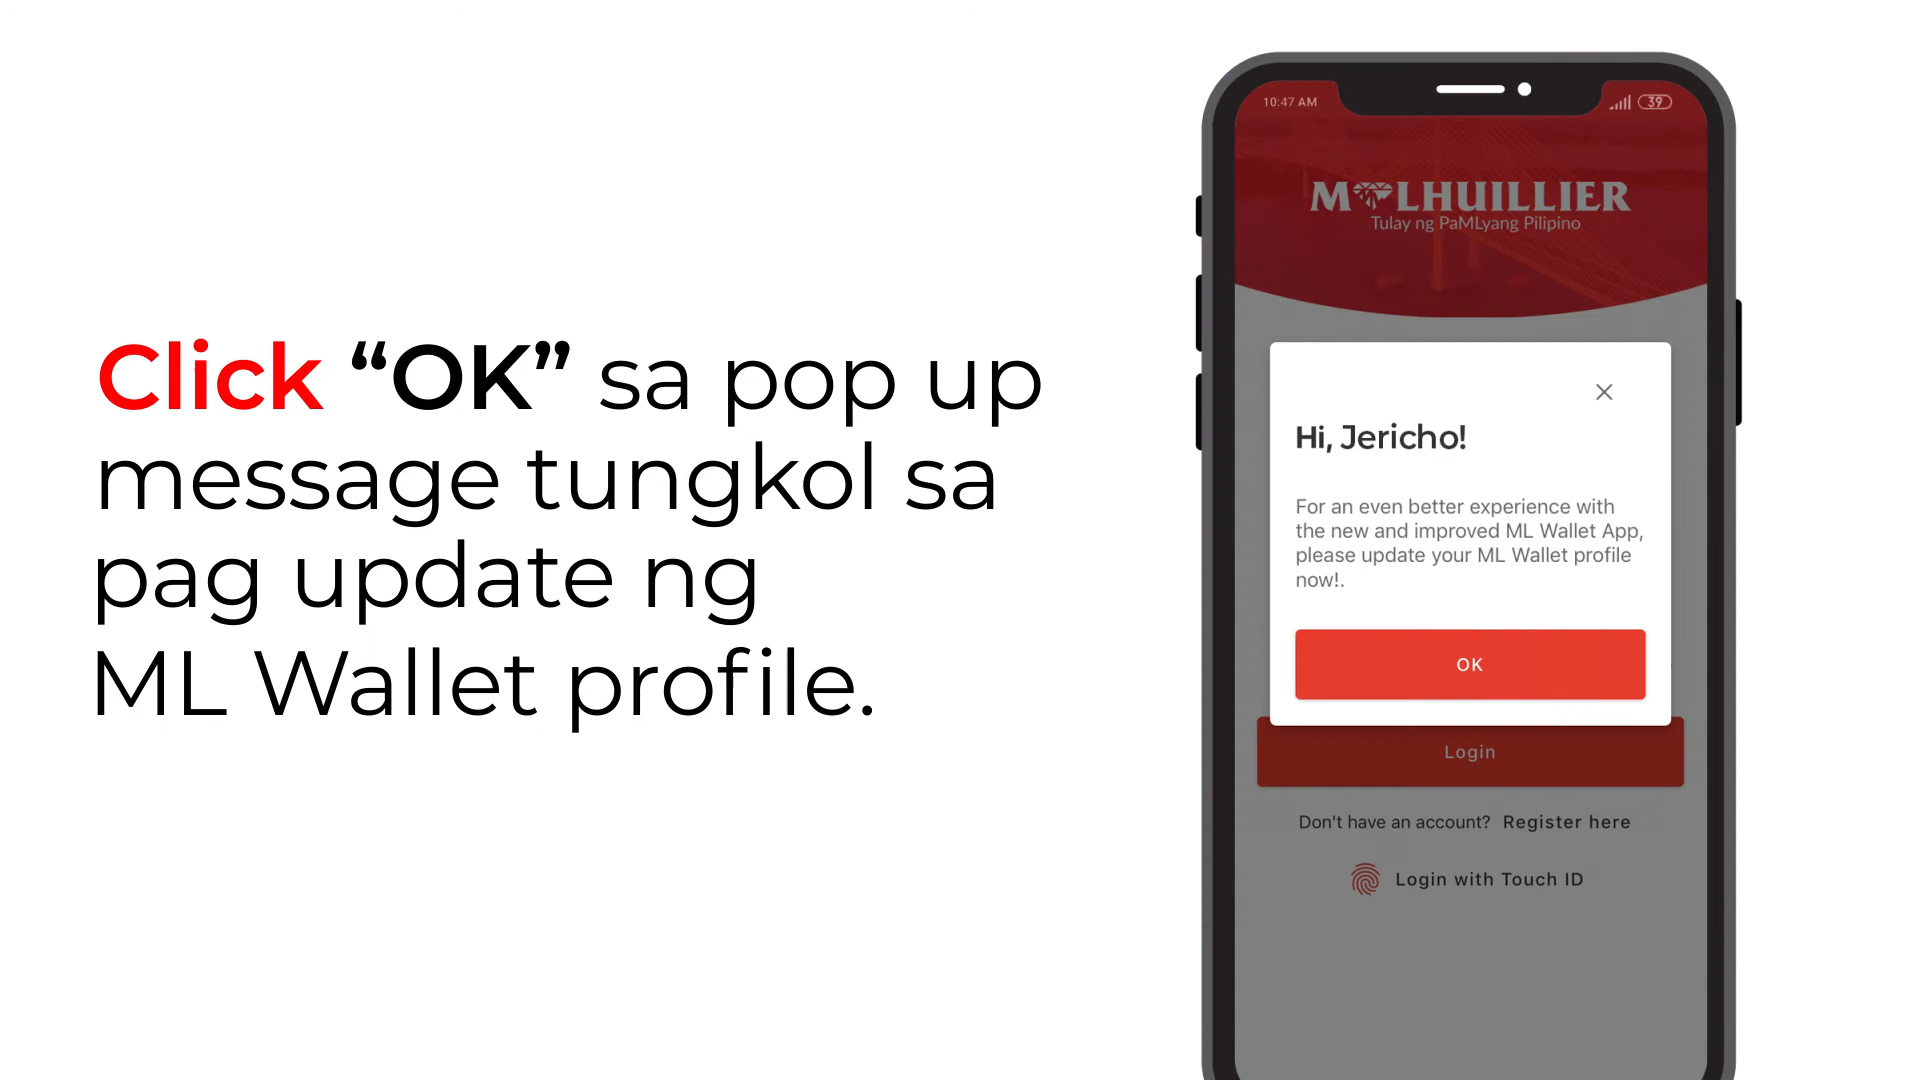 Click “OK” sa pop up
message tungkol sa
pag update ng
ML Wallet profile.
10:47 AM
39
M LHUILLIER
Tulay ng PaMLyang Pilipino
Hi, Jericho!
For an even better experience with
the new and improved ML Wallet App,
please update your ML Wallet profile
now!.
OK
Login
Don't have an account? Register here
Login with Touch ID